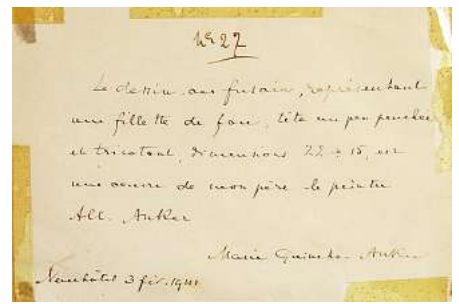 No 27
Le dessin au fusain, représentant
une fillette de face, tête un peu penchée
et tricotant, dimensions 22 + 15, est
une œuvre de mon père le peintre
Alb. Anker
Marie Quinche-Anker
Neuchâtel 3 fév. 1941